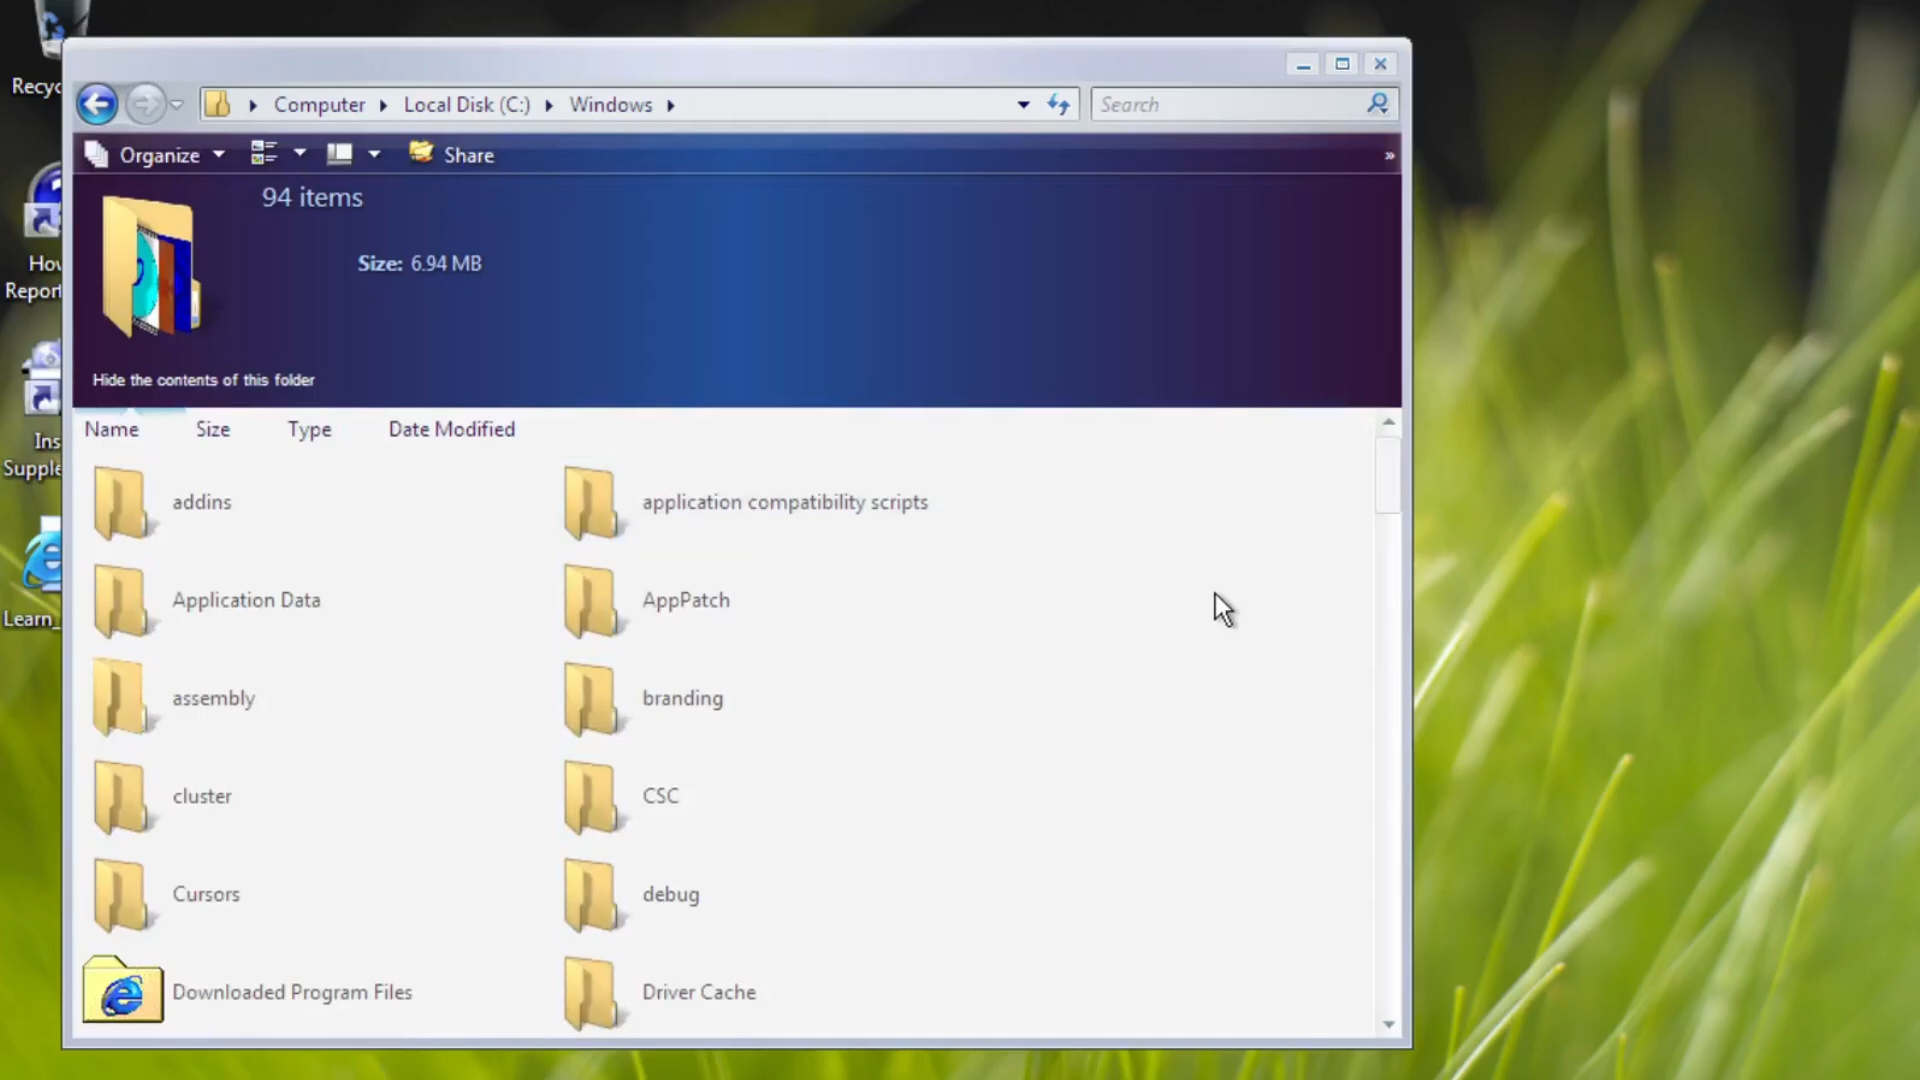 Recyc
Computer
Local Disk (C:)
Windows
Search
Organize
Share
»
94 items
Size: 6.94 MB
How
Report
Hide the contents of this folder
Name Size Type Date Modified
Ins
Supple
addins
application compatibility scripts
Application Data
AppPatch
Learn_
assembly
branding
cluster
CSC
Cursors
debug
Downloaded Program Files
Driver Cache